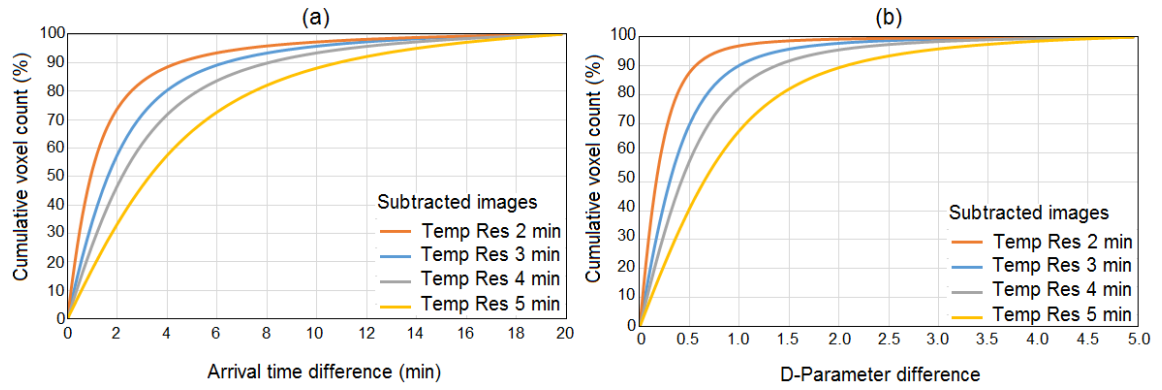 (a)
Cumulative voxel count (%)
100
90
80
70
60
50
40
30
20
10
0
0 2 4 6 8 10 12 14 16 18 20
Arrival time difference (min)
Subtracted images
Temp Res 2 min
Temp Res 3 min
Temp Res 4 min
Temp Res 5 min
(b)
Cumulative voxel count (%)
100
90
80
70
60
50
40
30
20
10
0
0 0.5 1.0 1.5 2.0 2.5 3.0 3.5 4.0 4.5 5.0
D-Parameter difference
Subtracted images
Temp Res 2 min
Temp Res 3 min
Temp Res 4 min
Temp Res 5 min